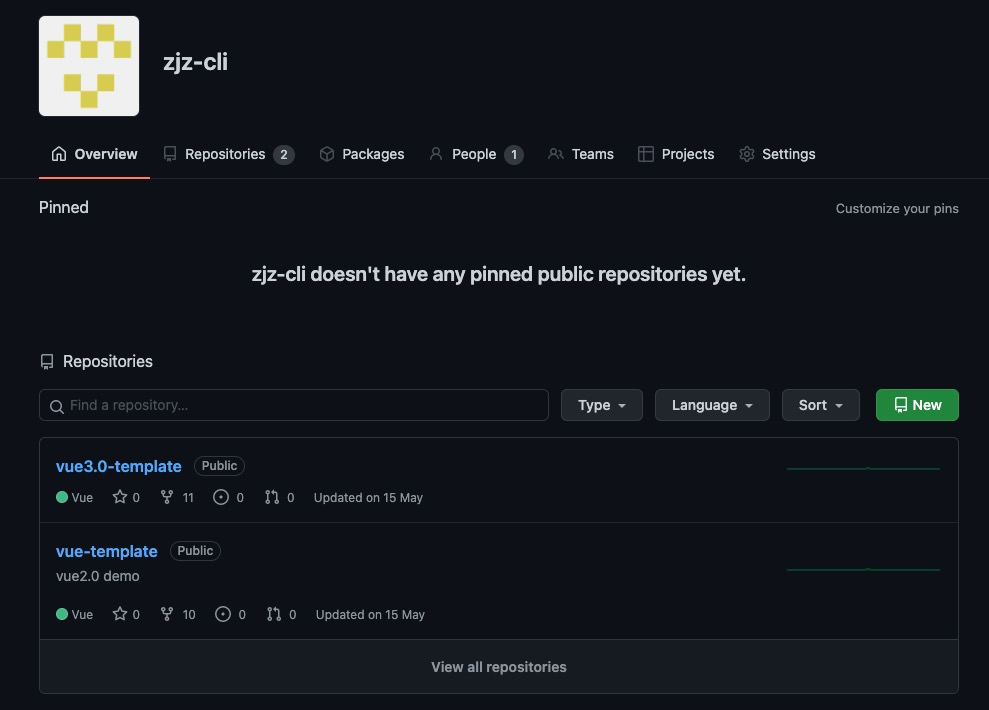 zjz-cli
Overview Repositories 2 Packages People 1 Teams Projects Settings
Pinned Customize your pins
zjz-cli doesn't have any pinned public repositories yet.
Repositories
Find a repository... Type Language Sort New
vue3.0-template Public
Vue 0 11 0 0 Updated on 15 May
vue-template Public
vue2.0 demo
Vue 0 10 0 0 Updated on 15 May
View all repositories